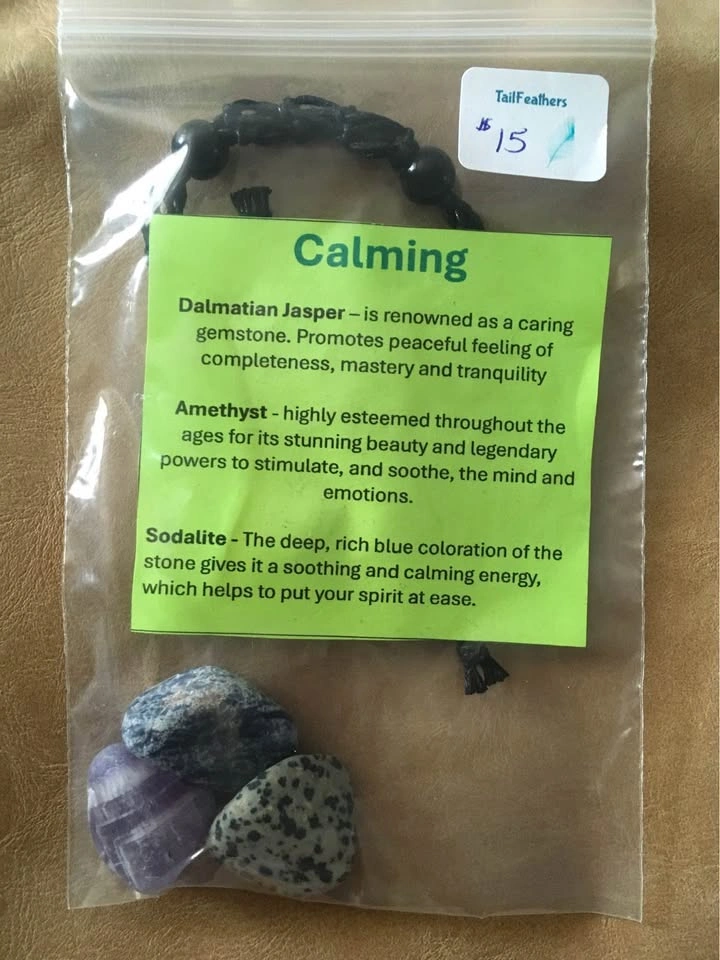 TailFeathers
$15
Calming
Dalmatian Jasper – is renowned as a caring
gemstone. Promotes peaceful feeling of
completeness, mastery and tranquility
Amethyst - highly esteemed throughout the
ages for its stunning beauty and legendary
powers to stimulate, and soothe, the mind and
emotions.
Sodalite - The deep, rich blue coloration of the
stone gives it a soothing and calming energy,
which helps to put your spirit at ease.